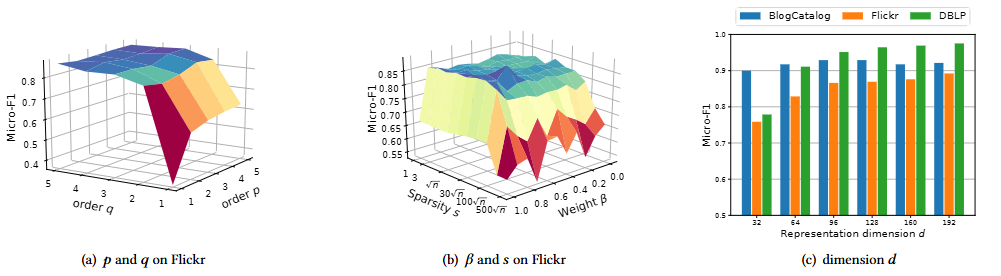 BlogCatalog Flickr DBLP
Micro-F1
0.8
0.7
0.6
0.5
0.4
5 4 3 2 1
order q
1 2 3 4 5
order p
(a) p and q on Flickr
Micro-F1
0.85
0.80
0.75
0.70
0.65
0.60
0.55
1 3 √n 30√n 100√n 500√n
Sparsity s
1.0 0.8 0.6 0.4 0.2 0.0
Weight β
(b) β and s on Flickr
Micro-F1
1.0
0.9
0.8
0.7
0.6
0.5
32 64 96 128 160 192
Representation dimension d
(c) dimension d